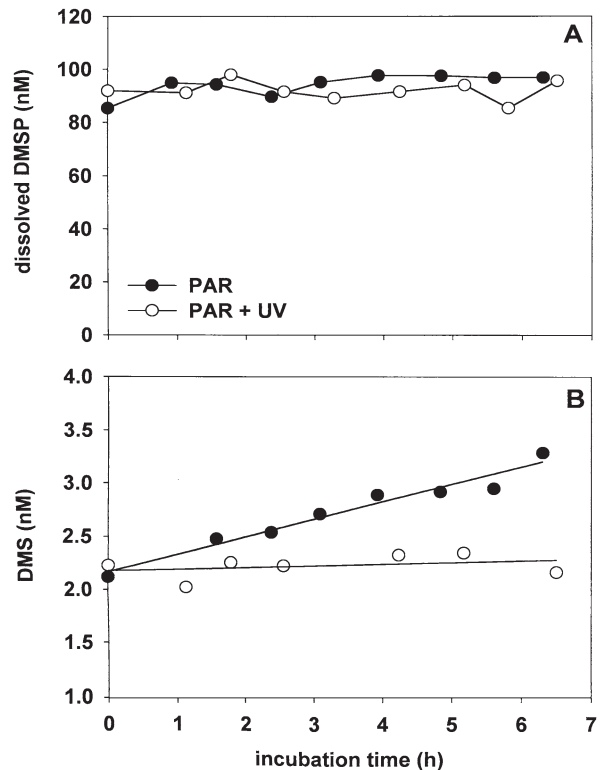 120
A
100
80
60
40
20
0
dissolved DMSP (nM)
PAR
PAR + UV
4.0
B
3.5
3.0
2.5
2.0
1.5
1.0
DMS (nM)
0 1 2 3 4 5 6 7
incubation time (h)